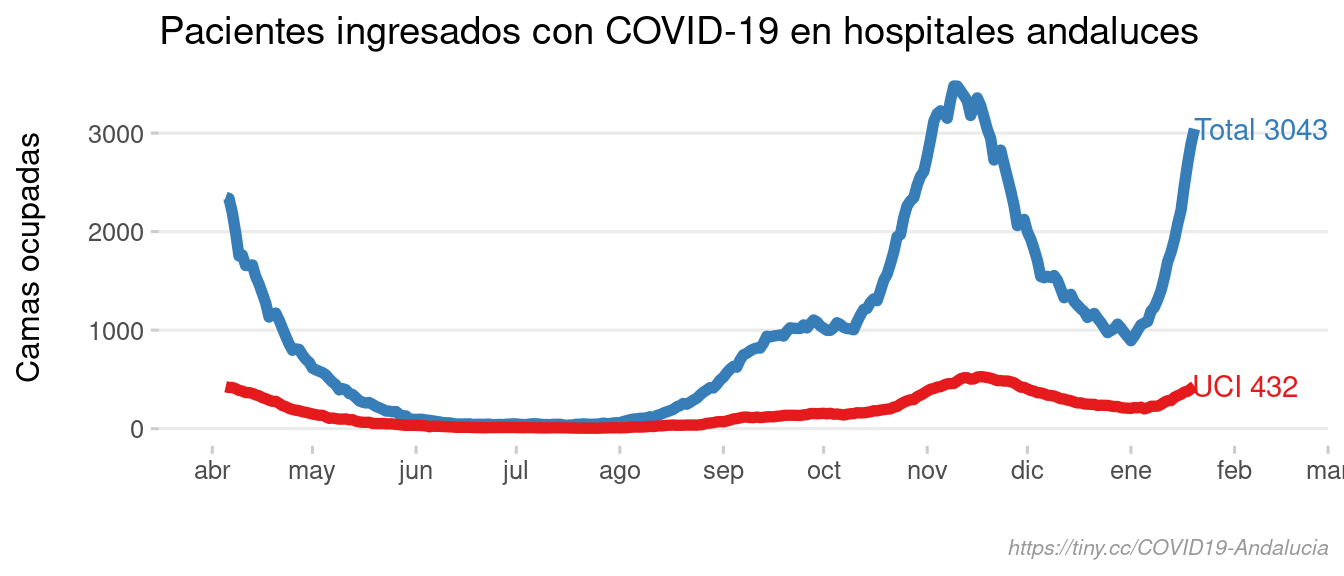 Pacientes ingresados con COVID-19 en hospitales andaluces
Camas ocupadas
3000
2000
1000
0
Total 3043
UCI 432
abr may jun jul ago sep oct nov dic ene feb mar
https://tiny.cc/COVID19-Andalucia